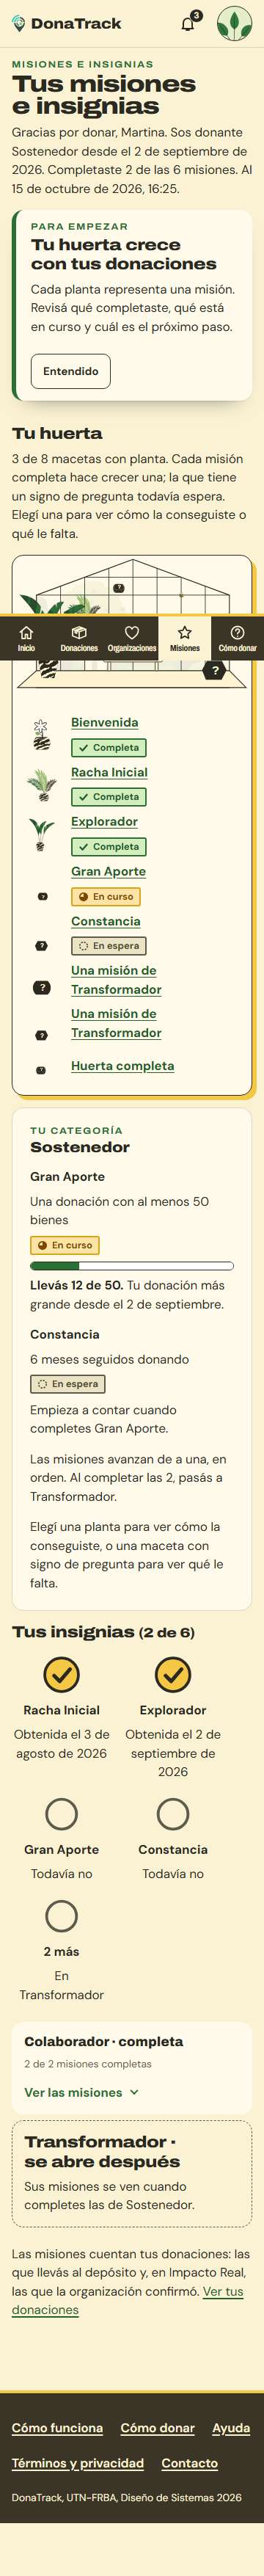 DonaTrack
3
MISIONES E INSIGNIAS
Tus misiones
e insignias
Gracias por donar, Martina. Sos donante
Sostenedor desde el 2 de septiembre de
2026. Completaste 2 de las 6 misiones. Al
15 de octubre de 2026, 16:25.
PARA EMPEZAR
Tu huerta crece
con tus donaciones
Cada planta representa una misión.
Revisá qué completaste, qué está
en curso y cuál es el próximo paso.
Entendido
Tu huerta
3 de 8 macetas con planta. Cada misión
completa hace crecer una; la que tiene
un signo de pregunta todavía espera.
Elegí una para ver cómo la conseguiste o
qué le falta.
?
Inicio
Donaciones
Organizaciones
Misiones
Cómo donar
?
Bienvenida
Completa
Racha Inicial
Completa
Explorador
Completa
Gran Aporte
?
En curso
Constancia
?
En espera
Una misión de
?
Transformador
Una misión de
?
Transformador
Huerta completa
?
TU CATEGORÍA
Sostenedor
Gran Aporte
Una donación con al menos 50
bienes
En curso
Llevás 12 de 50. Tu donación más
grande desde el 2 de septiembre.
Constancia
6 meses seguidos donando
En espera
Empieza a contar cuando
completes Gran Aporte.
Las misiones avanzan de a una, en
orden. Al completar las 2, pasás a
Transformador.
Elegí una planta para ver cómo la
conseguiste, o una maceta con
signo de pregunta para ver qué le
falta.
Tus insignias (2 de 6)
Racha Inicial
Obtenida el 3 de
agosto de 2026
Explorador
Obtenida el 2 de
septiembre de
2026
Gran Aporte
Todavía no
Constancia
Todavía no
2 más
En
Transformador
Colaborador · completa
2 de 2 misiones completas
Ver las misiones
Transformador ·
se abre después
Sus misiones se ven cuando
completes las de Sostenedor.
Las misiones cuentan tus donaciones: las
que llevás al depósito y, en Impacto Real,
las que la organización confirmó. Ver tus
donaciones
Cómo funciona Cómo donar Ayuda
Términos y privacidad Contacto
DonaTrack, UTN-FRBA, Diseño de Sistemas 2026